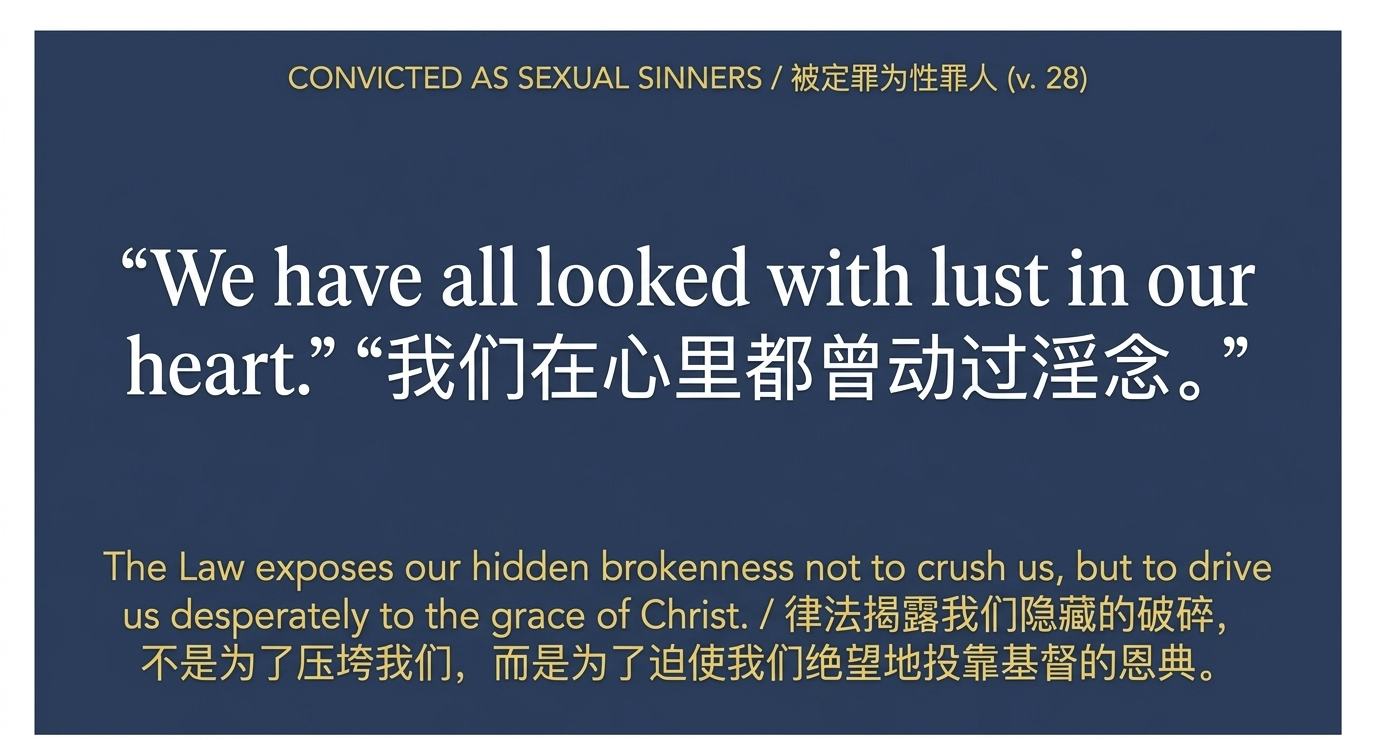 CONVICTED AS SEXUAL SINNERS / 被定罪为性罪人 (v. 28)
“We have all looked with lust in our
heart.” “我们在心里都曾动过淫念。”
The Law exposes our hidden brokenness not to crush us, but to drive
us desperately to the grace of Christ. / 律法揭露我们隐藏的破碎，
不是为了压垮我们，而是为了迫使我们绝望地投靠基督的恩典。